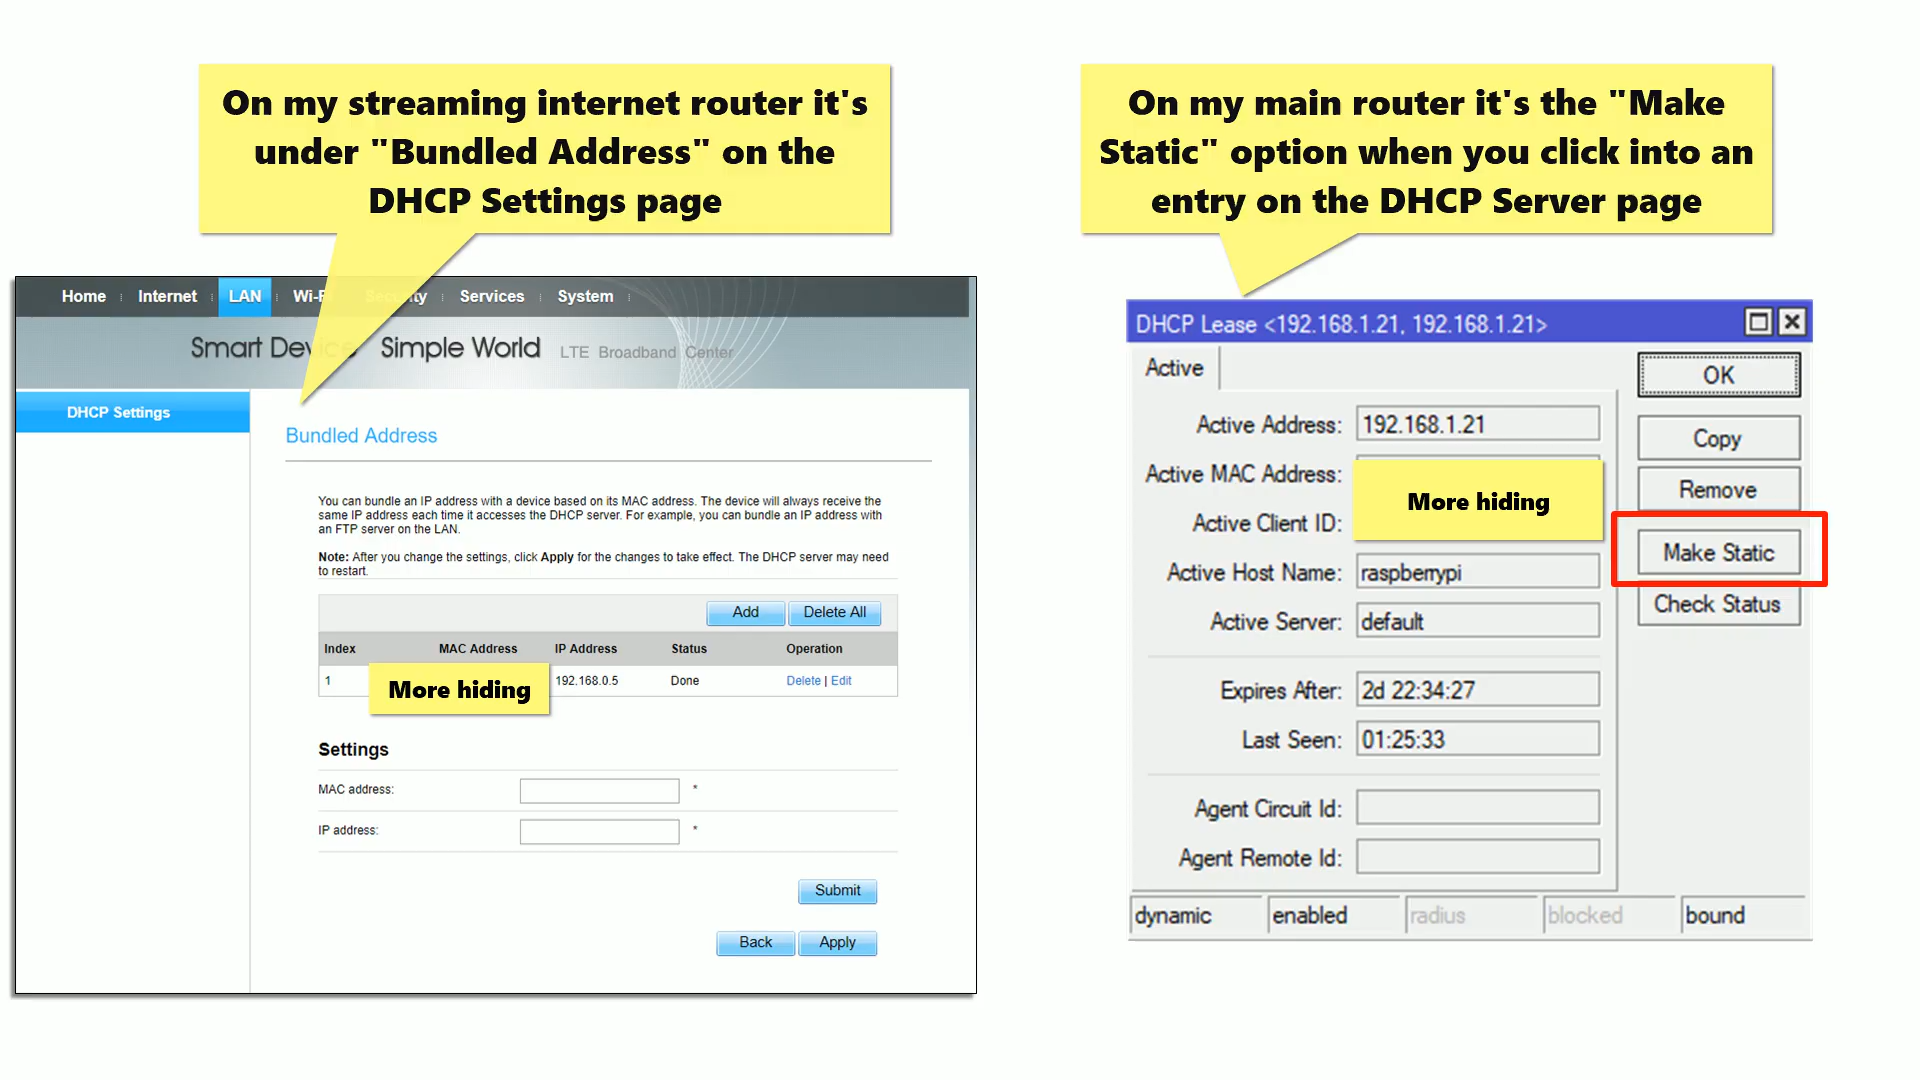 On my streaming internet router it's
under "Bundled Address" on the
DHCP Settings page
On my main router it's the "Make
Static" option when you click into an
entry on the DHCP Server page
Home
Internet
LAN
Wi-Fi
Security
Services
System
Smart Device Simple World LTE Broadband Center
DHCP Settings
Bundled Address
You can bundle an IP address with a device based on its MAC address. The device will always receive the
same IP address each time it accesses the DHCP server. For example, you can bundle an IP address with
an FTP server on the LAN.
Note: After you change the settings, click Apply for the changes to take effect. The DHCP server may need
to restart.
Add
Delete All
Index MAC Address IP Address Status Operation
1 More hiding 192.168.0.5 Done Delete | Edit
Settings
MAC address: *
IP address: *
Submit
Back
Apply
DHCP Lease <192.168.1.21, 192.168.1.21>
Active
Active Address: 192.168.1.21
Active MAC Address:
More hiding
Active Client ID:
Active Host Name: raspberrypi
Active Server: default
Expires After: 2d 22:34:27
Last Seen: 01:25:33
Agent Circuit Id:
Agent Remote Id:
OK
Copy
Remove
Make Static
Check Status
dynamic
enabled
radius
blocked
bound